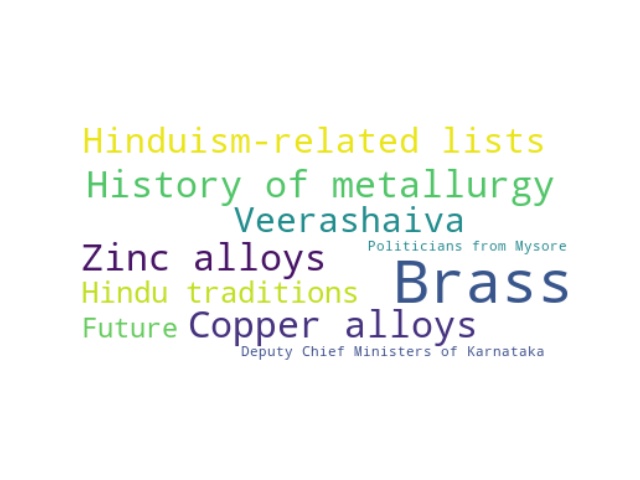 Hinduism-related lists
History of metallurgy
Veerashaiva
Politicians from Mysore
Zinc alloys
Brass
Hindu traditions
Future
Copper alloys
Deputy Chief Ministers of Karnataka